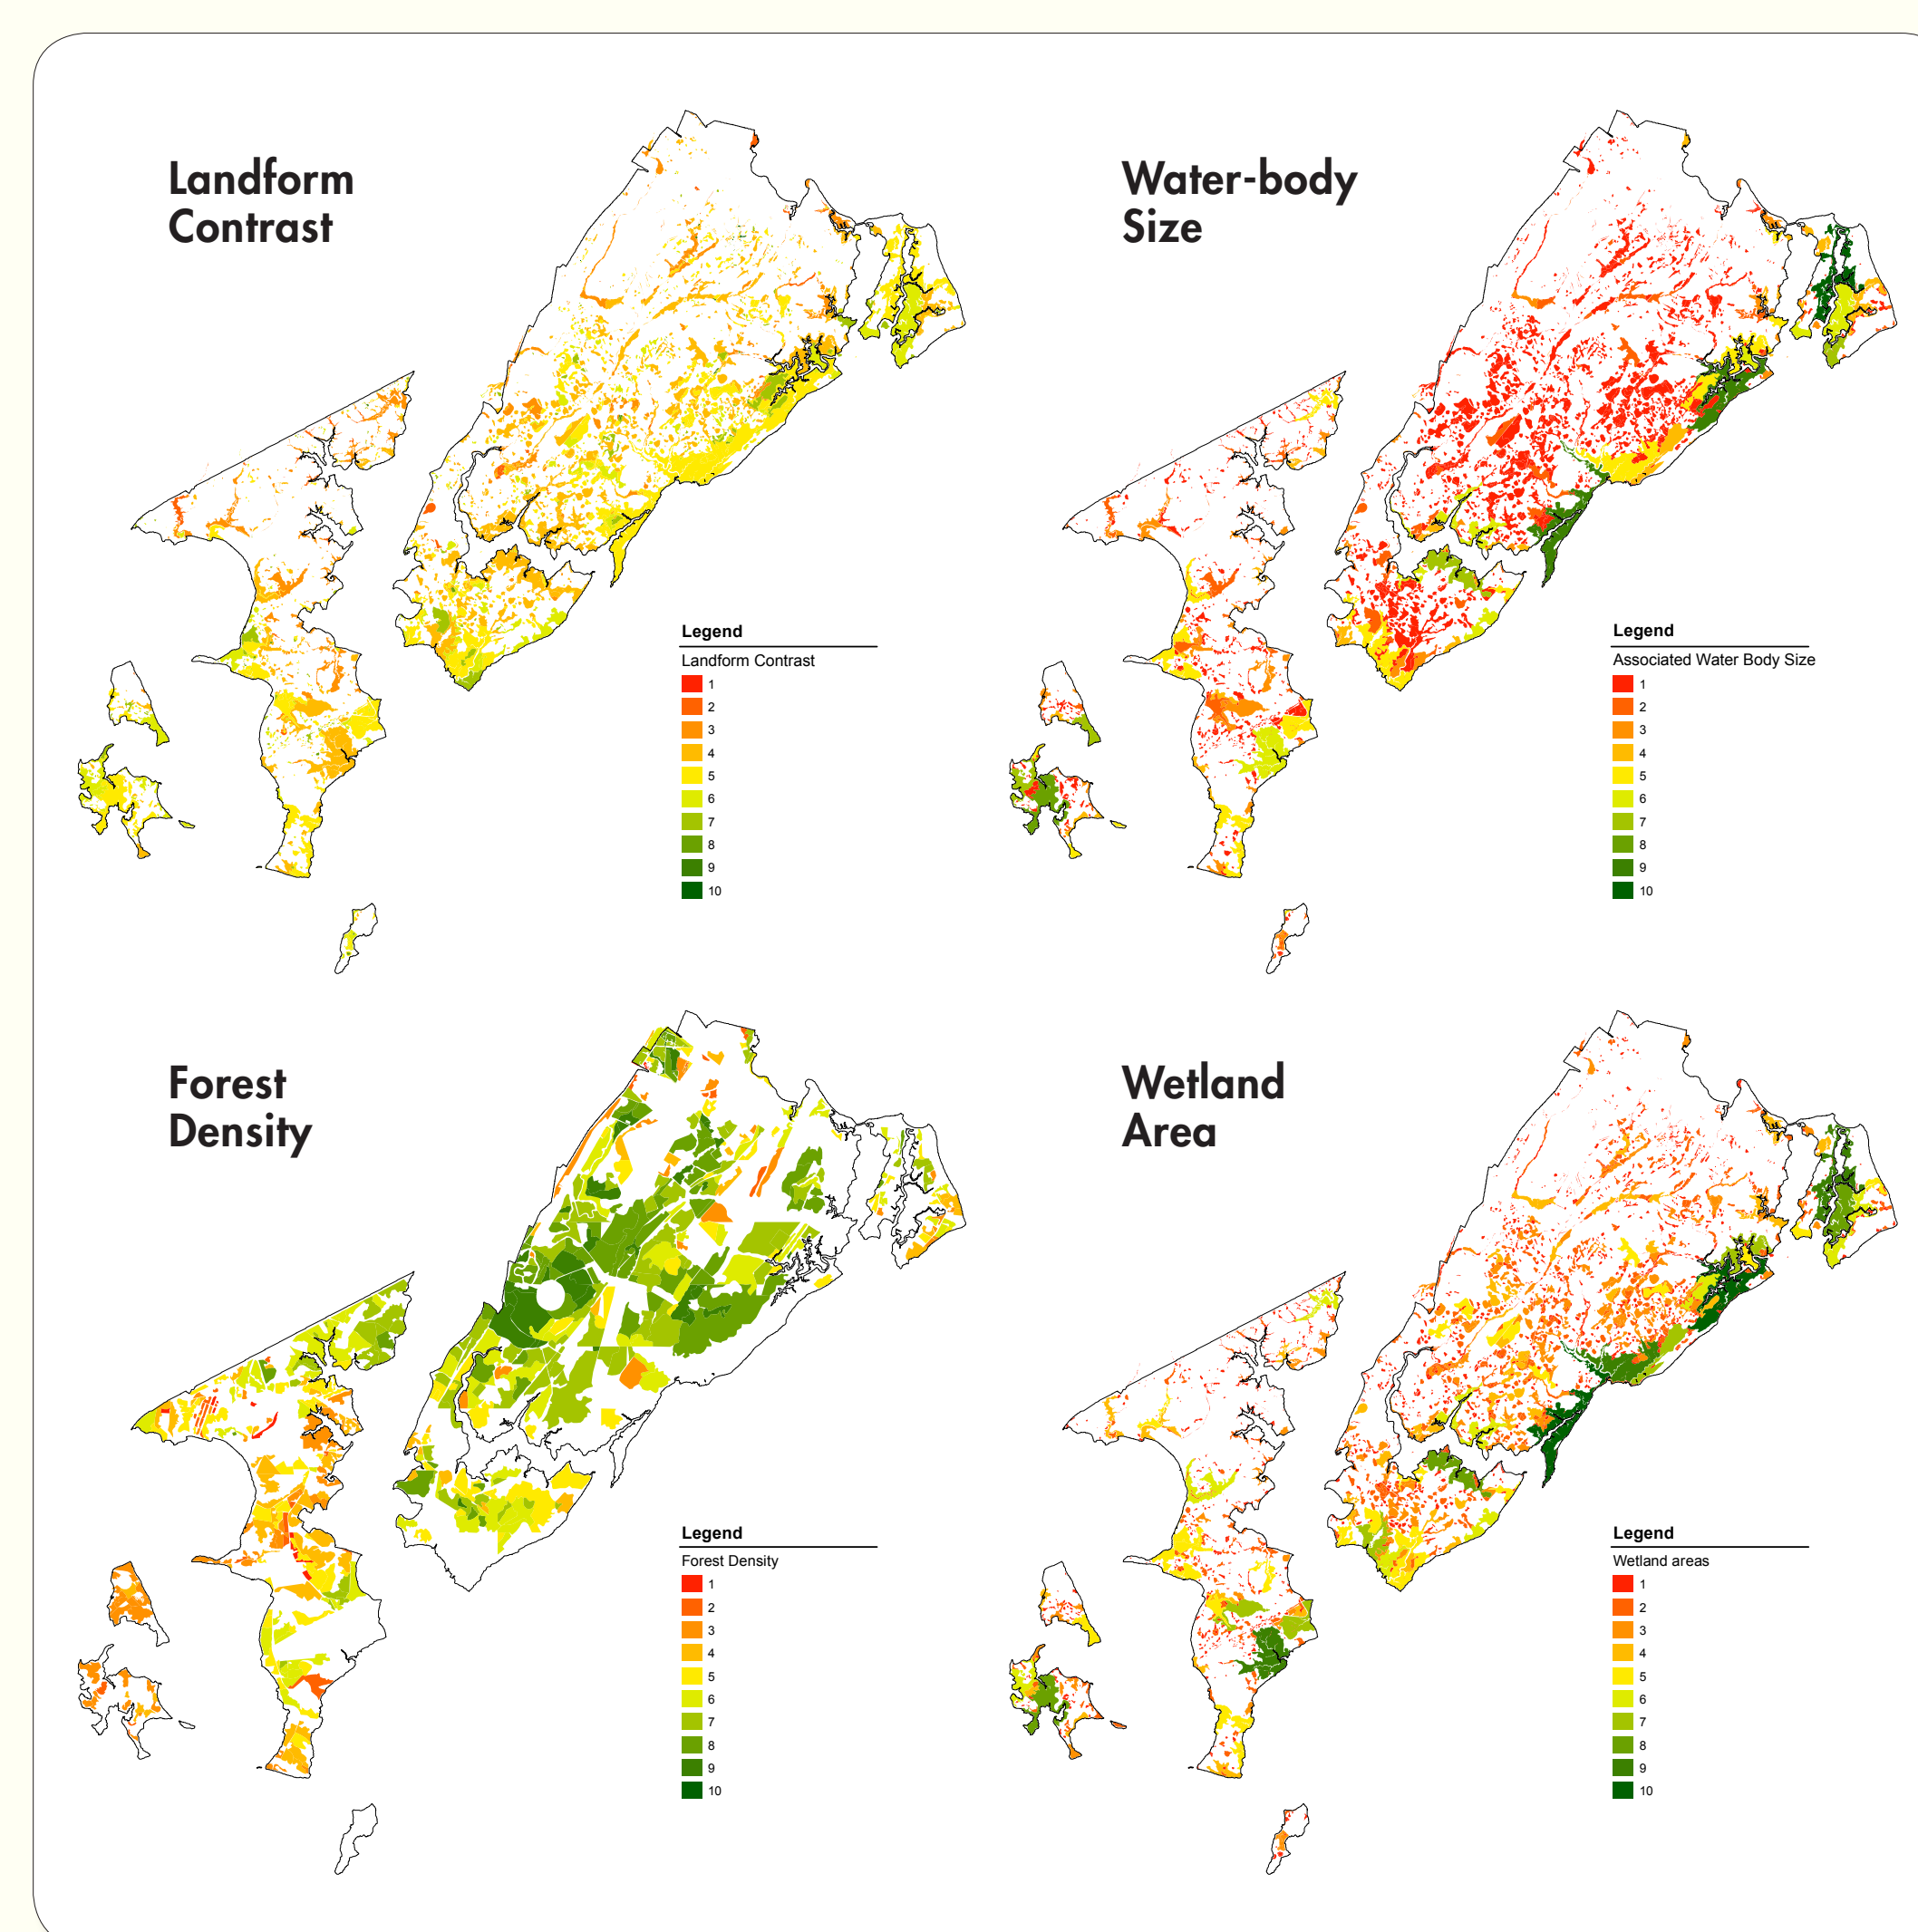 Landform
Contrast
Legend
Landform Contrast
1
2
3
4
5
6
7
8
9
10
Water-body
Size
Legend
Associated Water Body Size
1
2
3
4
5
6
7
8
9
10
Forest
Density
Legend
Forest Density
1
2
3
4
5
6
7
8
9
10
Wetland
Area
Legend
Wetland areas
1
2
3
4
5
6
7
8
9
10